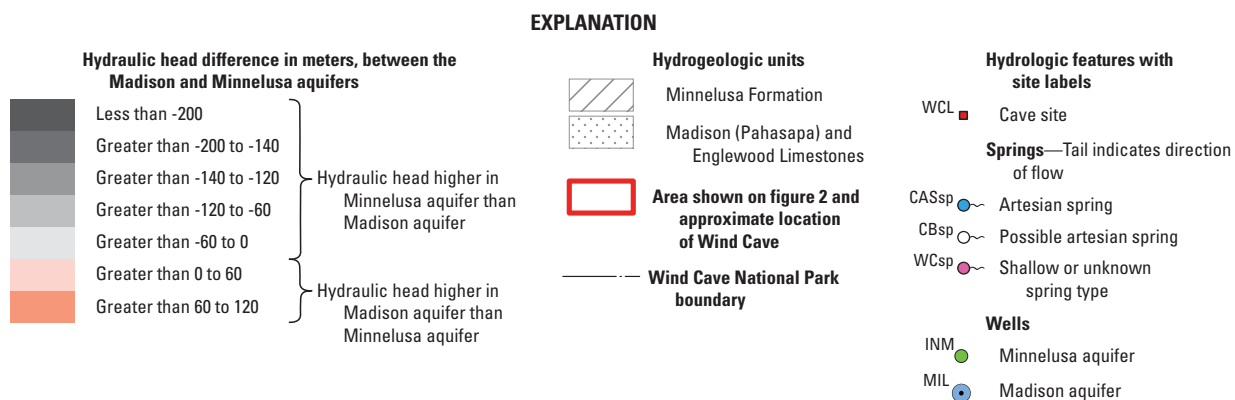 EXPLANATION
Hydraulic head difference in meters, between the
Madison and Minnelusa aquifers
Less than -200
Greater than -200 to -140
Greater than -140 to -120
Greater than -120 to -60
Greater than -60 to 0
Greater than 0 to 60
Greater than 60 to 120
Hydraulic head higher in
Minnelusa aquifer than
Madison aquifer
Hydraulic head higher in
Madison aquifer than
Minnelusa aquifer
Hydrogeologic units
Minnelusa Formation
Madison (Pahasapa) and
Englewood Limestones
Area shown on figure 2 and
approximate location
of Wind Cave
Wind Cave National Park
boundary
Hydrologic features with
site labels
WCL Cave site
Springs—Tail indicates direction
of flow
CASsp Artesian spring
CBsp Possible artesian spring
WCsp Shallow or unknown
spring type
Wells
INM Minnelusa aquifer
MIL Madison aquifer